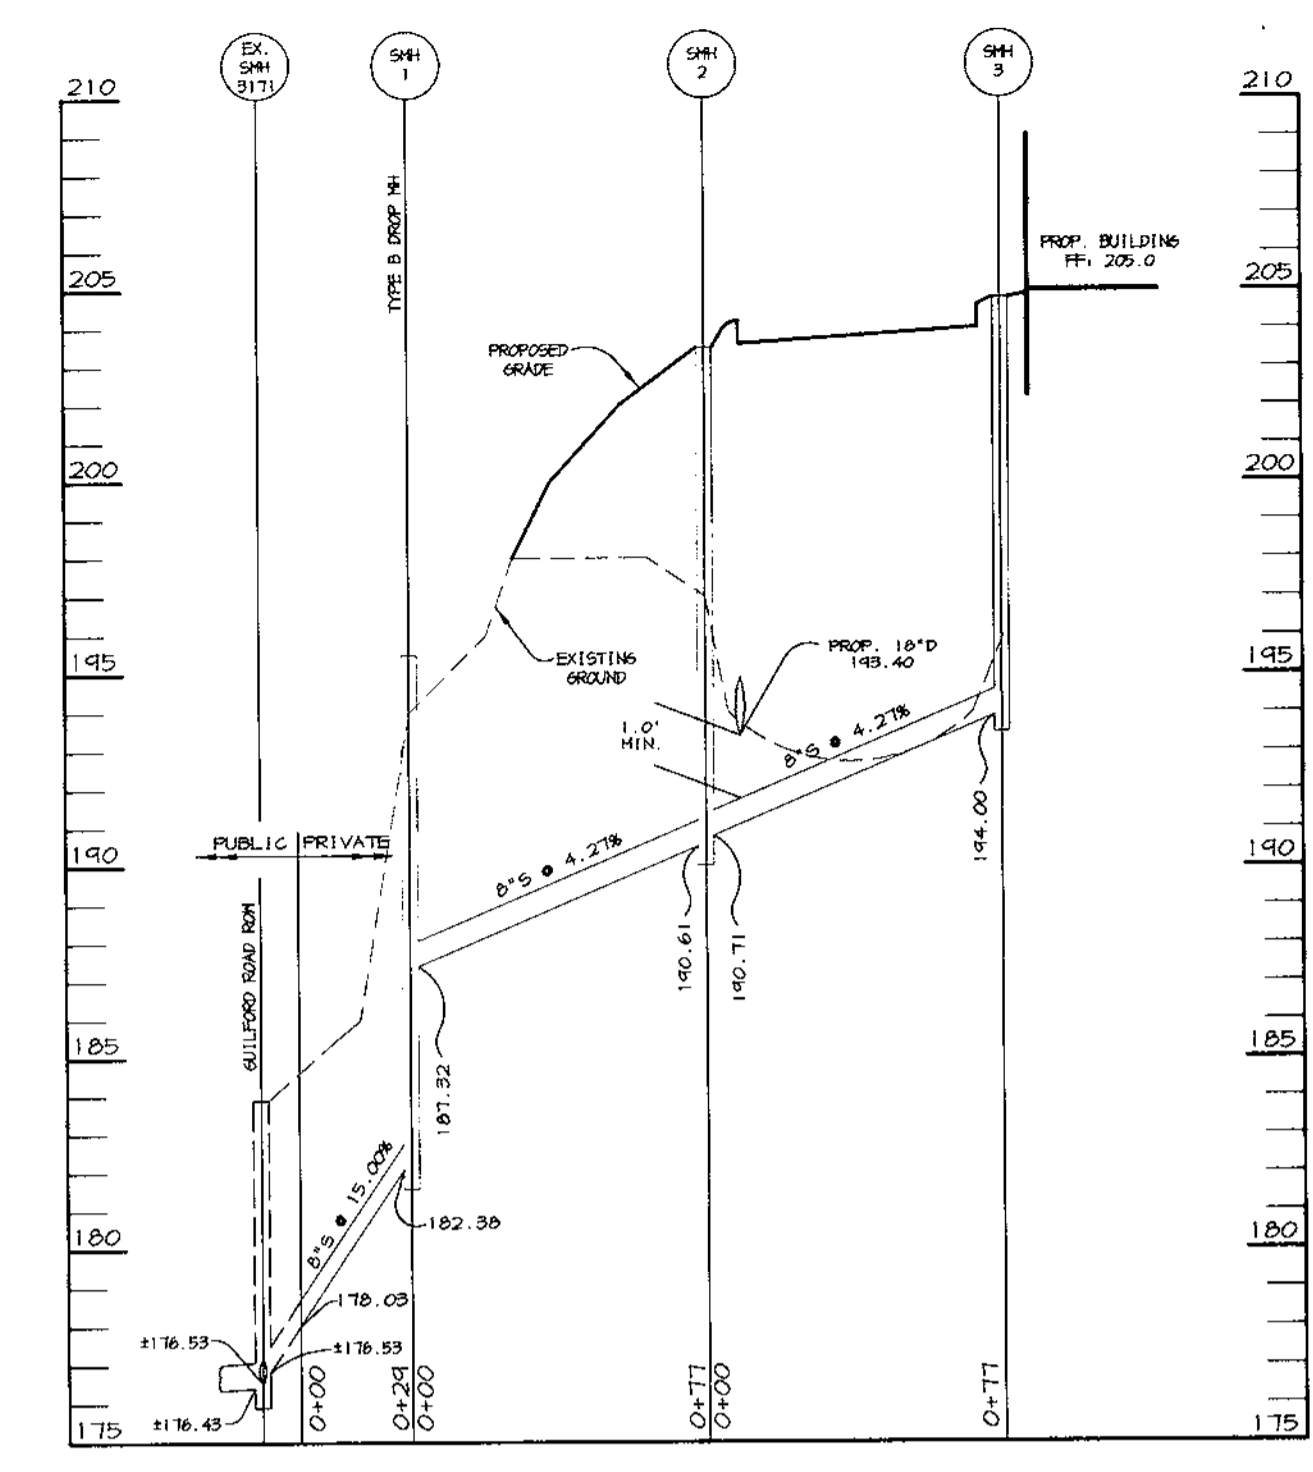 EX.
SMH
3171
SMH
1
SMH
2
SMH
3
210
210
TYPE B DROP MH
PROP. BUILDING
FF: 205.0
205
205
PROPOSED
GRADE
200
200
EXISTING
GROUND
PROP. 18"D
193.40
195
195
1.0'
MIN.
8"S @ 4.27%
8"S @ 4.27%
194.00
PUBLIC
PRIVATE
190
190
190.61
190.71
GUILFORD ROAD ROW
185
185
187.32
8"S @ 15.00%
182.38
180
180
178.03
±176.53
±176.53
±176.43
0+00
0+29
0+00
0+77
0+00
0+77
175
175